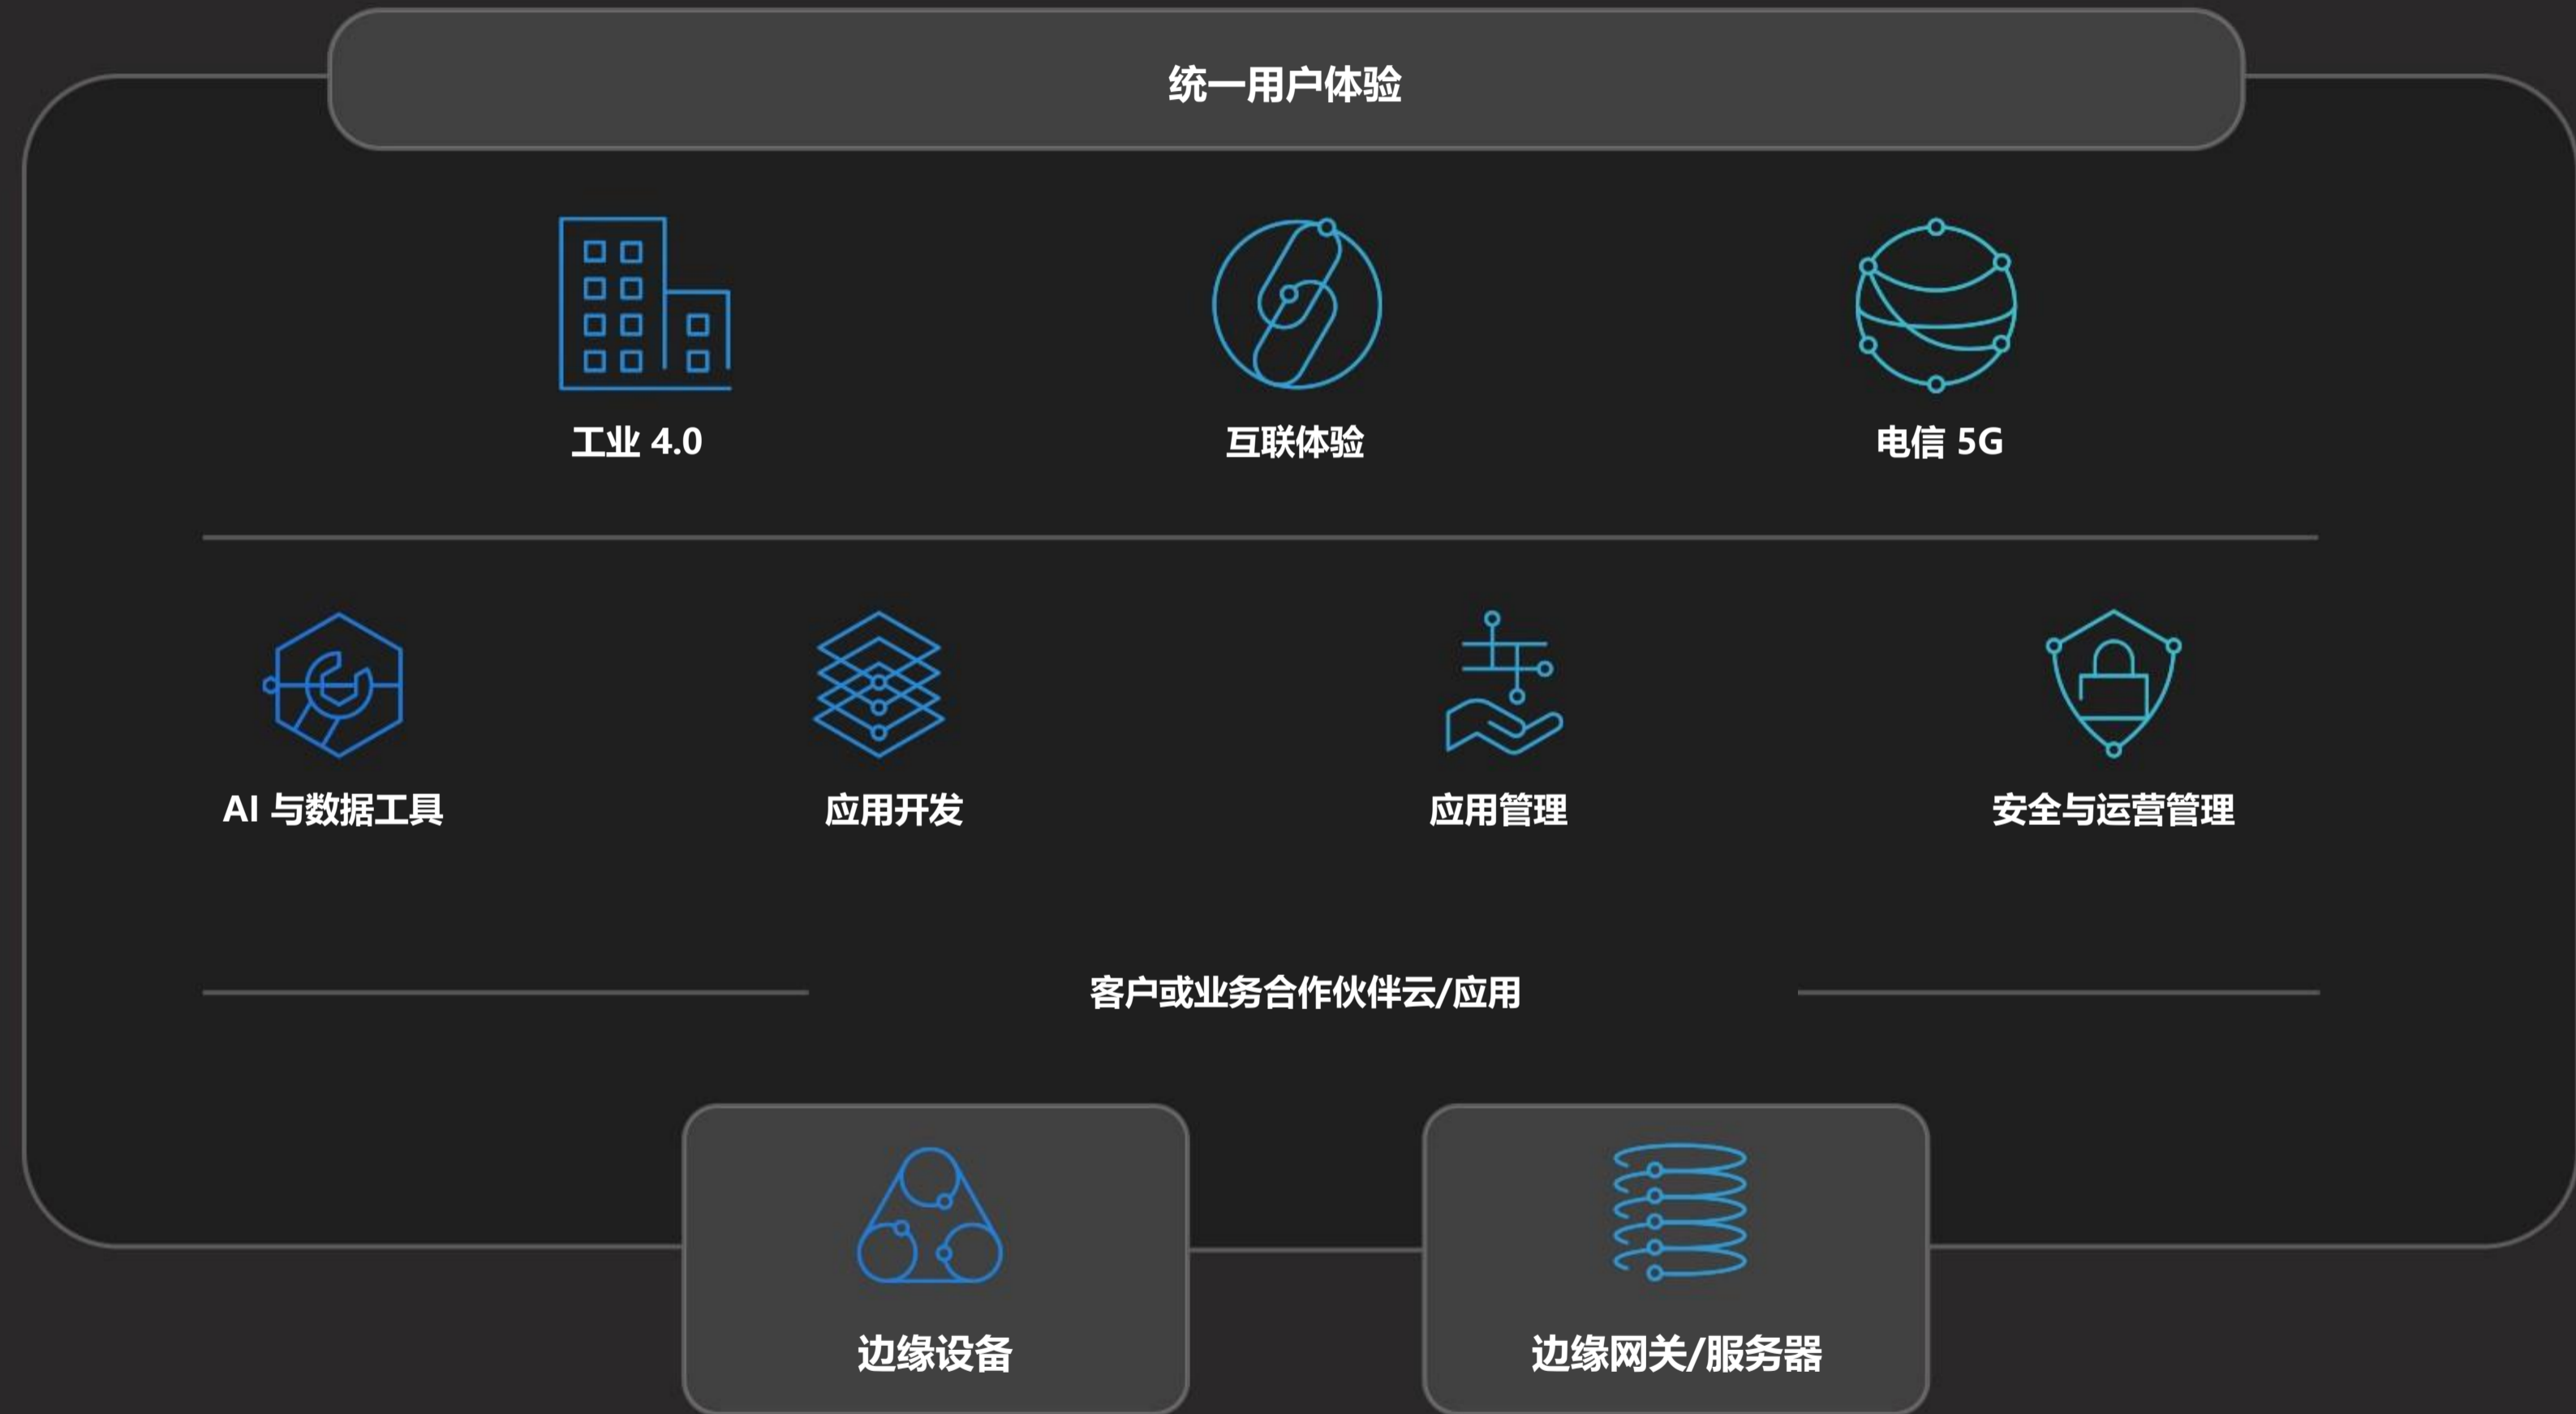 统一用户体验
工业 4.0
互联体验
电信 5G
AI 与数据工具
应用开发
应用管理
安全与运营管理
客户或业务合作伙伴云/应用
边缘设备
边缘网关/服务器